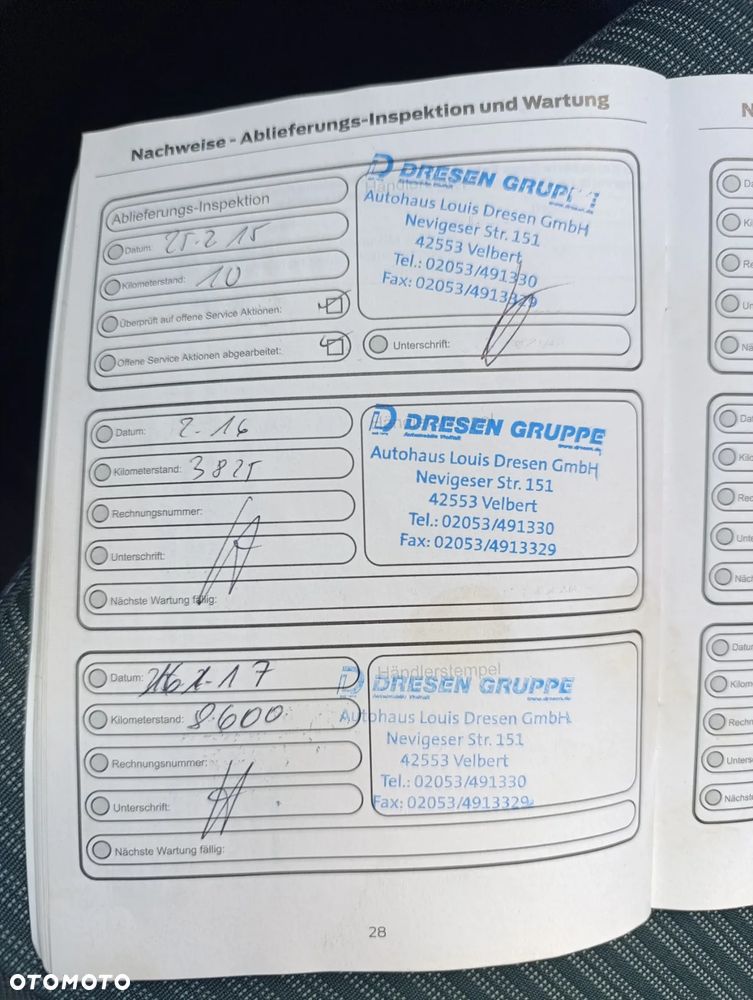 Nachweise - Ablieferungs-Inspektion und Wartung
Ablieferungs-Inspektion
Datum: 25.2 15
Kilometerstand: 10
Überprüft auf offene Service Aktionen:
Offene Service Aktionen abgearbeitet:
DRESEN GRUPP
Autohaus Louis Dresen GmbH
Nevigeser Str. 151
42553 Velbert
Tel.: 02053/491330
Fax: 02053/4913329
Unterschrift:
Datum: 2.16
Kilometerstand: 3825
Rechnungsnummer:
Unterschrift:
Nächste Wartung fällig:
DRESEN GRUPPE
Autohaus Louis Dresen GmbH
Nevigeser Str. 151
42553 Velbert
Tel.: 02053/491330
Fax: 02053/4913329
Datum: 17
Kilometerstand: 8.600
Rechnungsnummer:
Unterschrift:
Nächste Wartung fällig:
Händlerstempel
DRESEN GRUPPE
Autohaus Louis Dresen GmbH
Nevigeser Str. 151
42553 Velbert
Tel.: 02053/491330
Fax: 02053/4913329
28
N
OTOMOTO